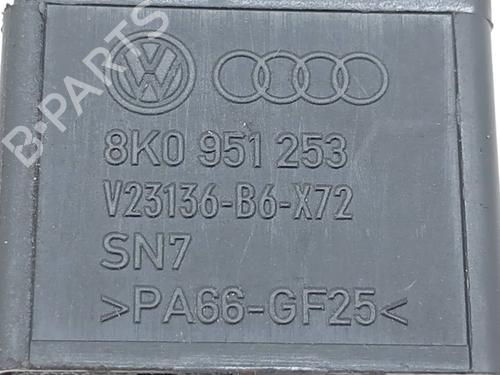 8K0 951 253
V23136-B6-X72
SN7
>PA66-GF25<
B-PARTS